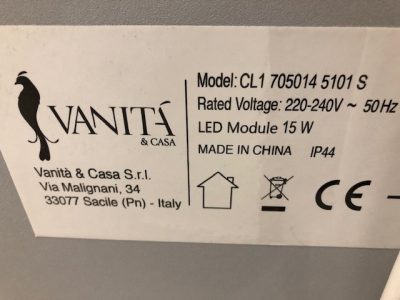 VANITÁ
& CASA
Vanità & Casa S.r.l.
Via Malignani, 34
33077 Sacile (Pn) - Italy
Model: CL1 705014 5101 S
Rated Voltage: 220-240V ~ 50Hz
LED Module 15 W
MADE IN CHINA IP44
CE